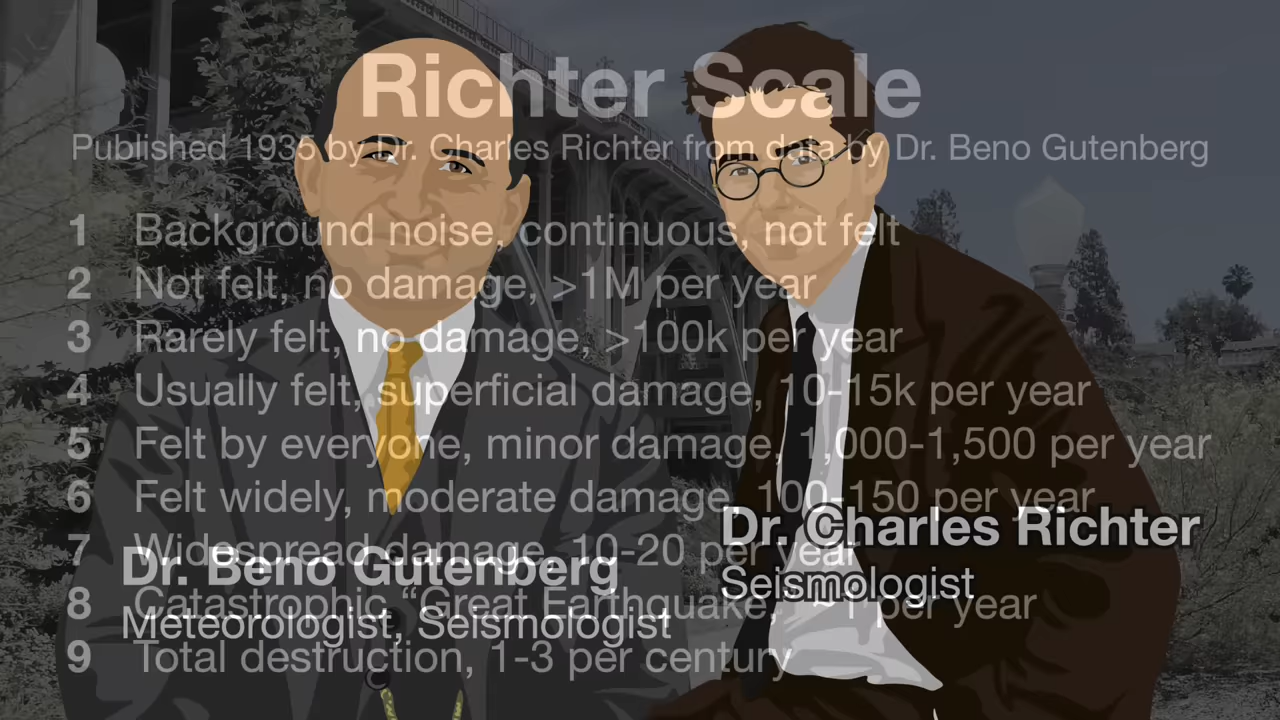 Richter Scale
Published 1935 by Dr. Charles Richter from data by Dr. Beno Gutenberg
1 Background noise, continuous, not felt
2 Not felt, no damage, >1M per year
3 Rarely felt, no damage, >100k per year
4 Usually felt, superficial damage, 10-15k per year
5 Felt by everyone, minor damage, 1,000-1,500 per year
6 Felt widely, moderate damage, 100-150 per year
7 Widespread damage, 10-20 per year
8 Catastrophic “Great Earthquake”, ~1 per year
9 Total destruction, 1-3 per century
Dr. Beno Gutenberg
Meteorologist, Seismologist
Dr. Charles Richter
Seismologist